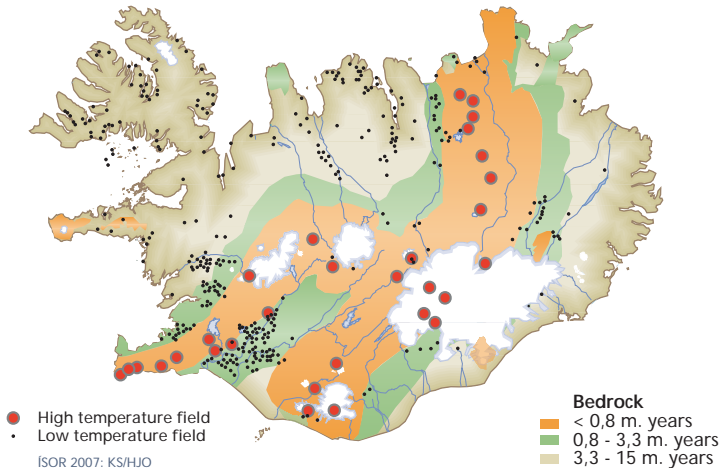 High temperature field
Low temperature field
ÍSOR 2007: KS/HJO
Bedrock
< 0,8 m. years
0,8 - 3,3 m. years
3,3 - 15 m. years